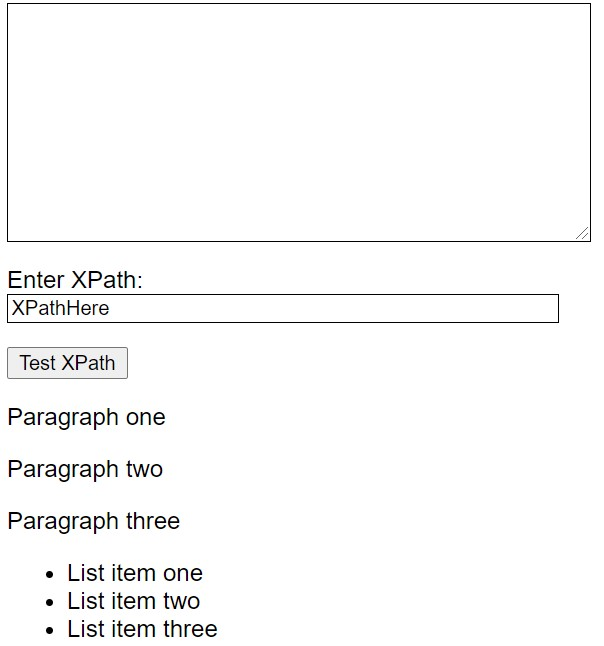 Enter XPath:
XPathHere
Test XPath
Paragraph one
Paragraph two
Paragraph three
List item one
List item two
List item three